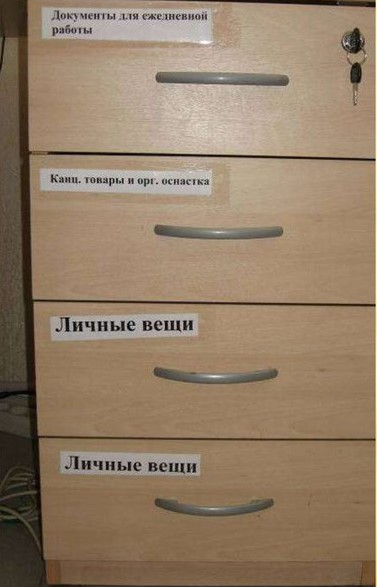 Документы для ежедневной
работы
Канц. товары и орг. оснастка
Личные вещи
Личные вещи